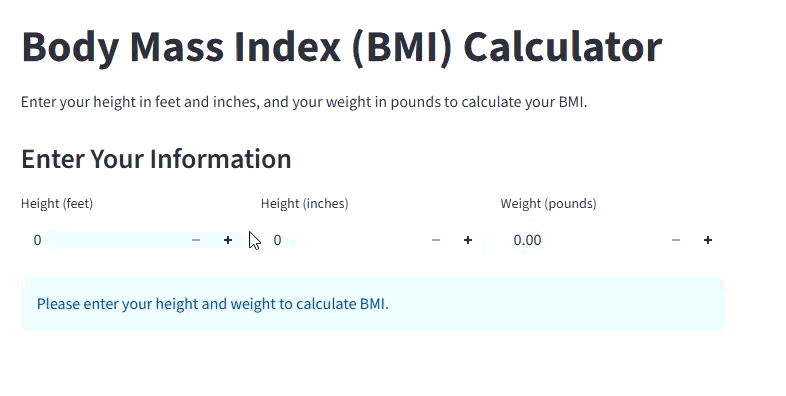 Body Mass Index (BMI) Calculator
Enter your height in feet and inches, and your weight in pounds to calculate your BMI.
Enter Your Information
Height (feet) Height (inches) Weight (pounds)
0 − + 0 − + 0.00 − +
Please enter your height and weight to calculate BMI.